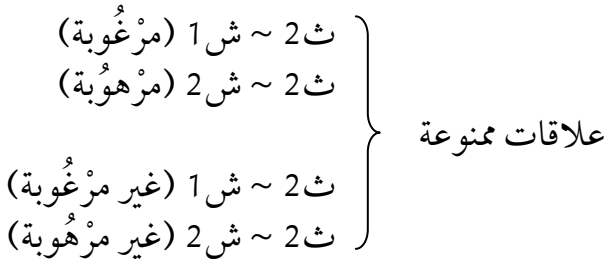 ث2 ~ ش1 (مرْغُوبة)
ث2 ~ ش2 (مرْهوُبة)
علاقات ممنوعة
ث2 ~ ش1 (غير مرْغُوبة)
ث2 ~ ش2 (غير مرْهُوبة)